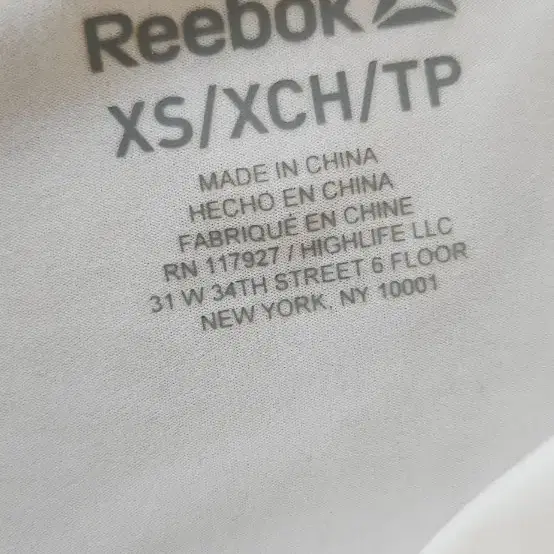 Reebok
XS/XCH/TP
MADE IN CHINA
HECHO EN CHINA
FABRIQUÉ EN CHINE
RN 117927 / HIGHLIFE LLC
31 W 34TH STREET 6 FLOOR
NEW YORK, NY 10001